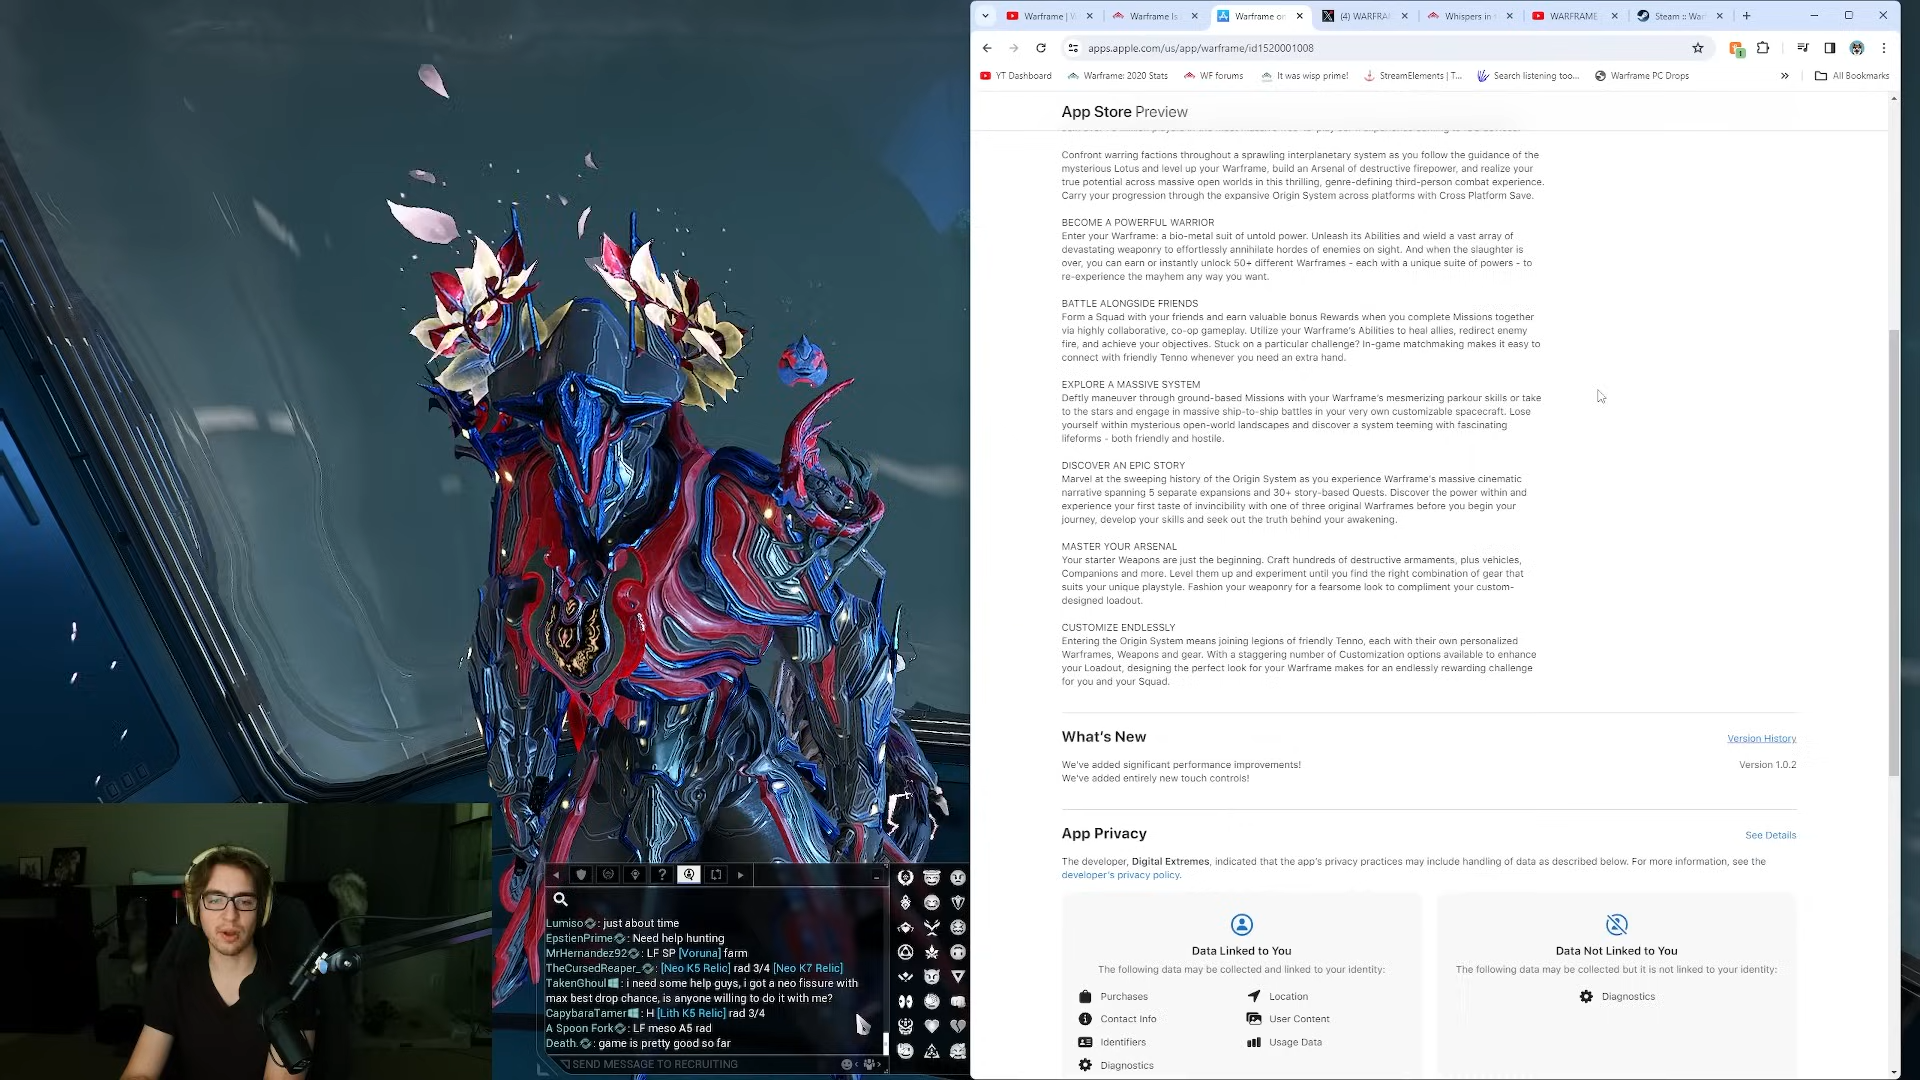 Warframe | W
Warframe Is
Warframe on
(4) WARFRA
Whispers in
WARFRAME
Steam :: War
apps.apple.com/us/app/warframe/id1520001008
YT Dashboard
Warframe: 2020 Stats
WF forums
It was wisp prime!
StreamElements | T...
Search listening too...
Warframe PC Drops
»
All Bookmarks
App Store Preview
Confront warring factions throughout a sprawling interplanetary system as you follow the guidance of the
mysterious Lotus and level up your Warframe, build an Arsenal of destructive firepower, and realize your
true potential across massive open worlds in this thrilling, genre-defining third-person combat experience.
Carry your progression through the expansive Origin System across platforms with Cross Platform Save.
BECOME A POWERFUL WARRIOR
Enter your Warframe: a bio-metal suit of untold power. Unleash its Abilities and wield a vast array of
devastating weaponry to effortlessly annihilate hordes of enemies on sight. And when the slaughter is
over, you can earn or instantly unlock 50+ different Warframes - each with a unique suite of powers - to
re-experience the mayhem any way you want.
BATTLE ALONGSIDE FRIENDS
Form a Squad with your friends and earn valuable bonus Rewards when you complete Missions together
via highly collaborative, co-op gameplay. Utilize your Warframe's Abilities to heal allies, redirect enemy
fire, and achieve your objectives. Stuck on a particular challenge? In-game matchmaking makes it easy to
connect with friendly Tenno whenever you need an extra hand.
EXPLORE A MASSIVE SYSTEM
Deftly maneuver through ground-based Missions with your Warframe's mesmerizing parkour skills or take
to the stars and engage in massive ship-to-ship battles in your very own customizable spacecraft. Lose
yourself within mysterious open-world landscapes and discover a system teeming with fascinating
lifeforms - both friendly and hostile.
DISCOVER AN EPIC STORY
Marvel at the sweeping history of the Origin System as you experience Warframe's massive cinematic
narrative spanning 5 separate expansions and 30+ story-based Quests. Discover the power within and
experience your first taste of invincibility with one of three original Warframes before you begin your
journey, develop your skills and seek out the truth behind your awakening.
MASTER YOUR ARSENAL
Your starter Weapons are just the beginning. Craft hundreds of destructive armaments, plus vehicles,
Companions and more. Level them up and experiment until you find the right combination of gear that
suits your unique playstyle. Fashion your weaponry for a fearsome look to compliment your custom-
designed loadout.
CUSTOMIZE ENDLESSLY
Entering the Origin System means joining legions of friendly Tenno, each with their own personalized
Warframes, Weapons and gear. With a staggering number of Customization options available to enhance
your Loadout, designing the perfect look for your Warframe makes for an endlessly rewarding challenge
for you and your Squad.
What's New
Version History
We've added significant performance improvements!
Version 1.0.2
We've added entirely new touch controls!
App Privacy
See Details
The developer, Digital Extremes, indicated that the app's privacy practices may include handling of data as described below. For more information, see the
developer's privacy policy.
Data Linked to You
The following data may be collected and linked to your identity:
Purchases
Location
Contact Info
User Content
Identifiers
Usage Data
Diagnostics
Data Not Linked to You
The following data may be collected but it is not linked to your identity:
Diagnostics
Lumiso: just about time
EpstienPrime: Need help hunting
MrHernandez92: LF SP [Voruna] farm
TheCursedReaper_: [Neo K5 Relic] rad 3/4 [Neo K7 Relic]
TakenGhoul: i need some help guys, i got a neo fissure with
max best drop chance, is anyone willing to do it with me?
CapybaraTamer: H [Lith K5 Relic] rad 3/4
A Spoon Fork: LF meso A5 rad
Death.: game is pretty good so far
SEND MESSAGE TO RECRUITING